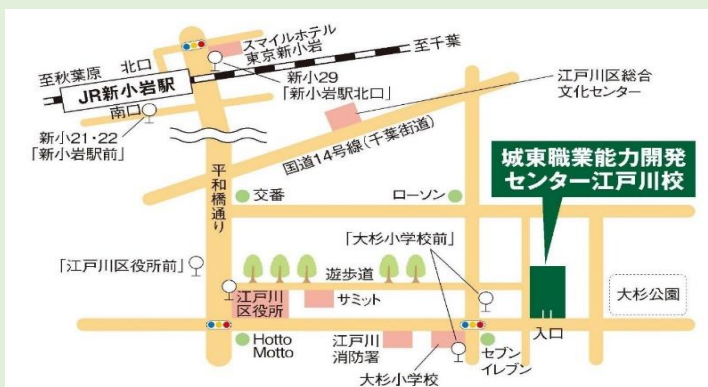 スマイルホテル
東京新小岩
至千葉
至秋葉原
北口
JR新小岩駅
南口
新小29
「新小岩駅北口」
新小21・22
「新小岩駅前」
江戸川区総合
文化センター
国道14号線(千葉街道)
平和橋通り
交番
ローソン
城東職業能力開発
センター江戸川校
「大杉小学校前」
「江戸川区役所前」
遊歩道
江戸川
区役所
サミット
大杉公園
入口
Hotto
Motto
江戸川
消防署
セブン
イレブン
大杉小学校